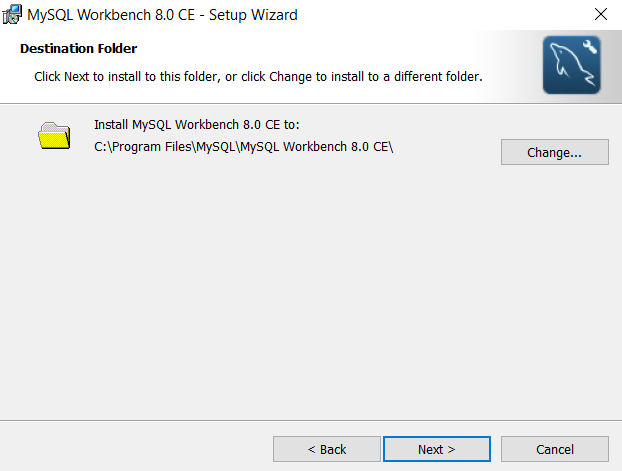 MySQL Workbench 8.0 CE - Setup Wizard
Destination Folder
Click Next to install to this folder, or click Change to install to a different folder.
Install MySQL Workbench 8.0 CE to:
C:\Program Files\MySQL\MySQL Workbench 8.0 CE\
Change...
< Back
Next >
Cancel